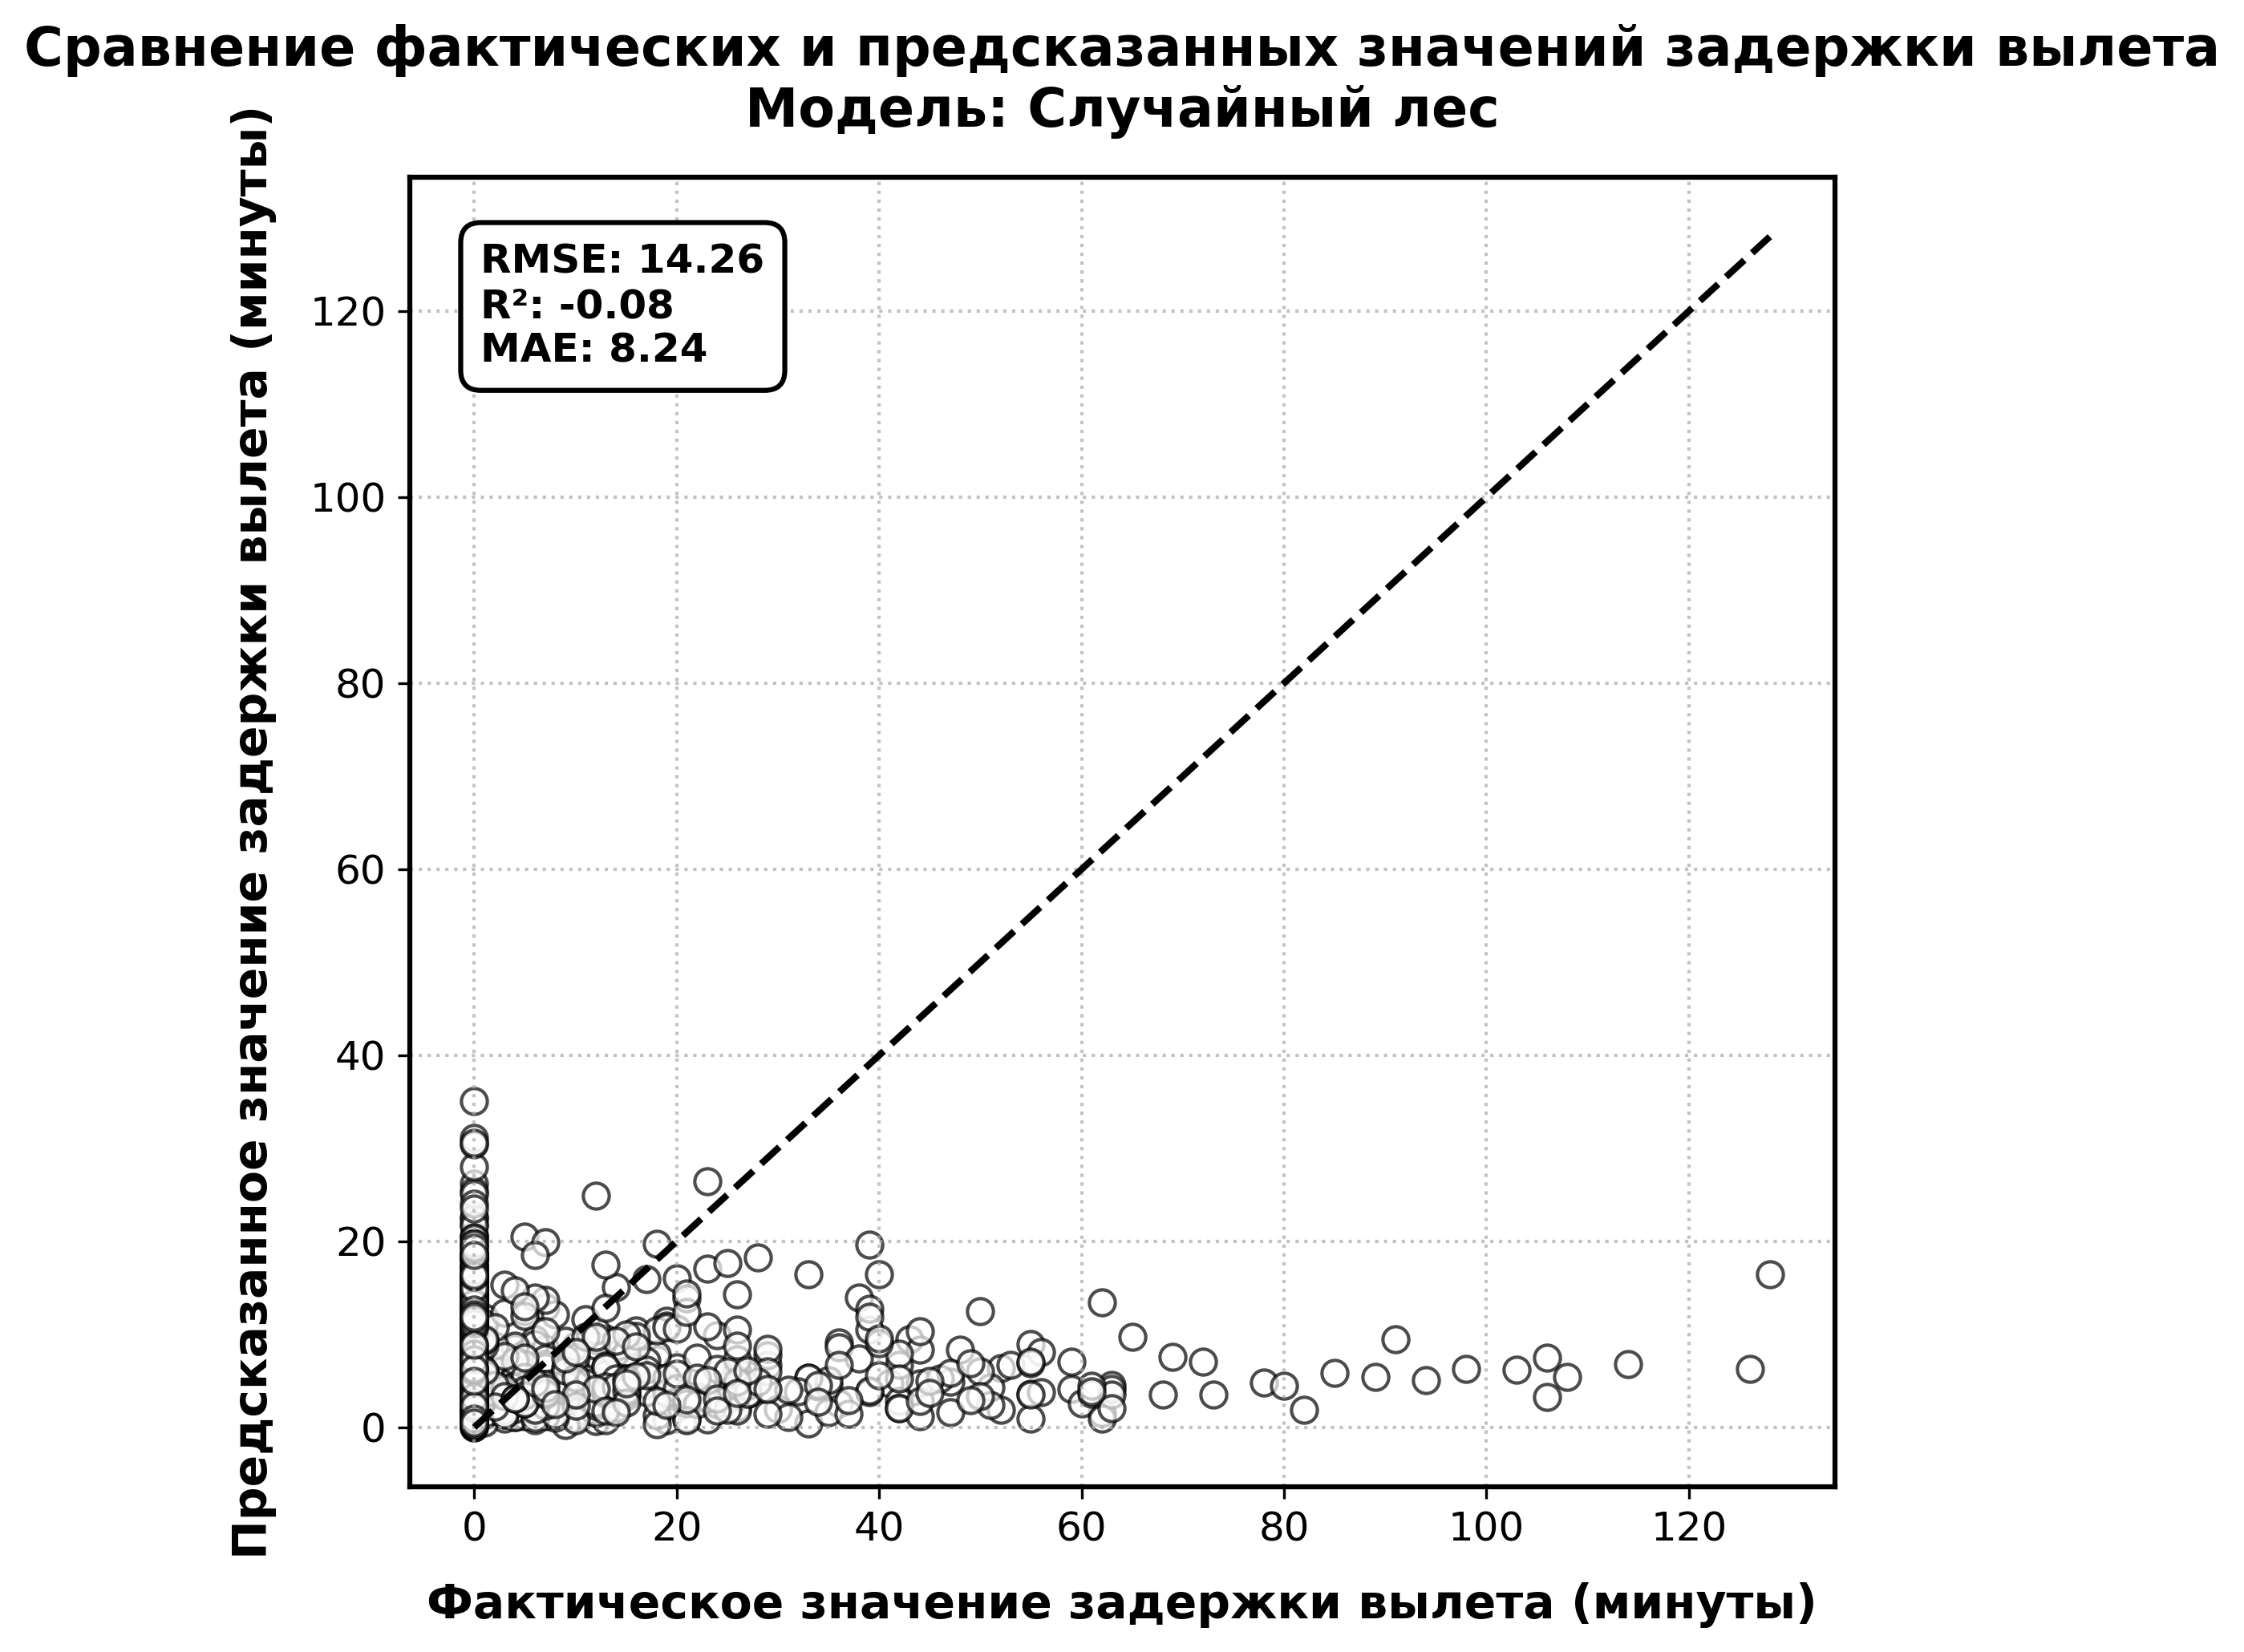 Сравнение фактических и предсказанных значений задержки вылета
Модель: Случайный лес
Предсказанное значение задержки вылета (минуты)
RMSE: 14.26
R²: -0.08
MAE: 8.24
120
100
80
60
40
20
0
0 20 40 60 80 100 120
Фактическое значение задержки вылета (минуты)